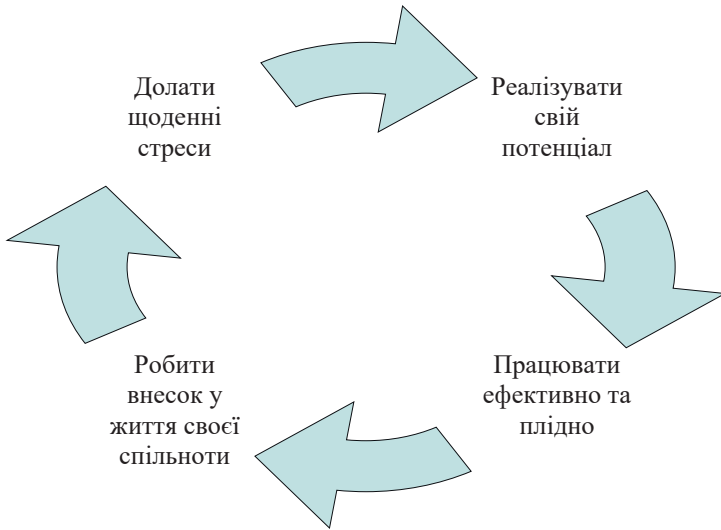 Долати
щоденні
стреси
Реалізувати
свій
потенціал
Працювати
ефективно та
плідно
Робити
внесок у
життя своєї
спільноти